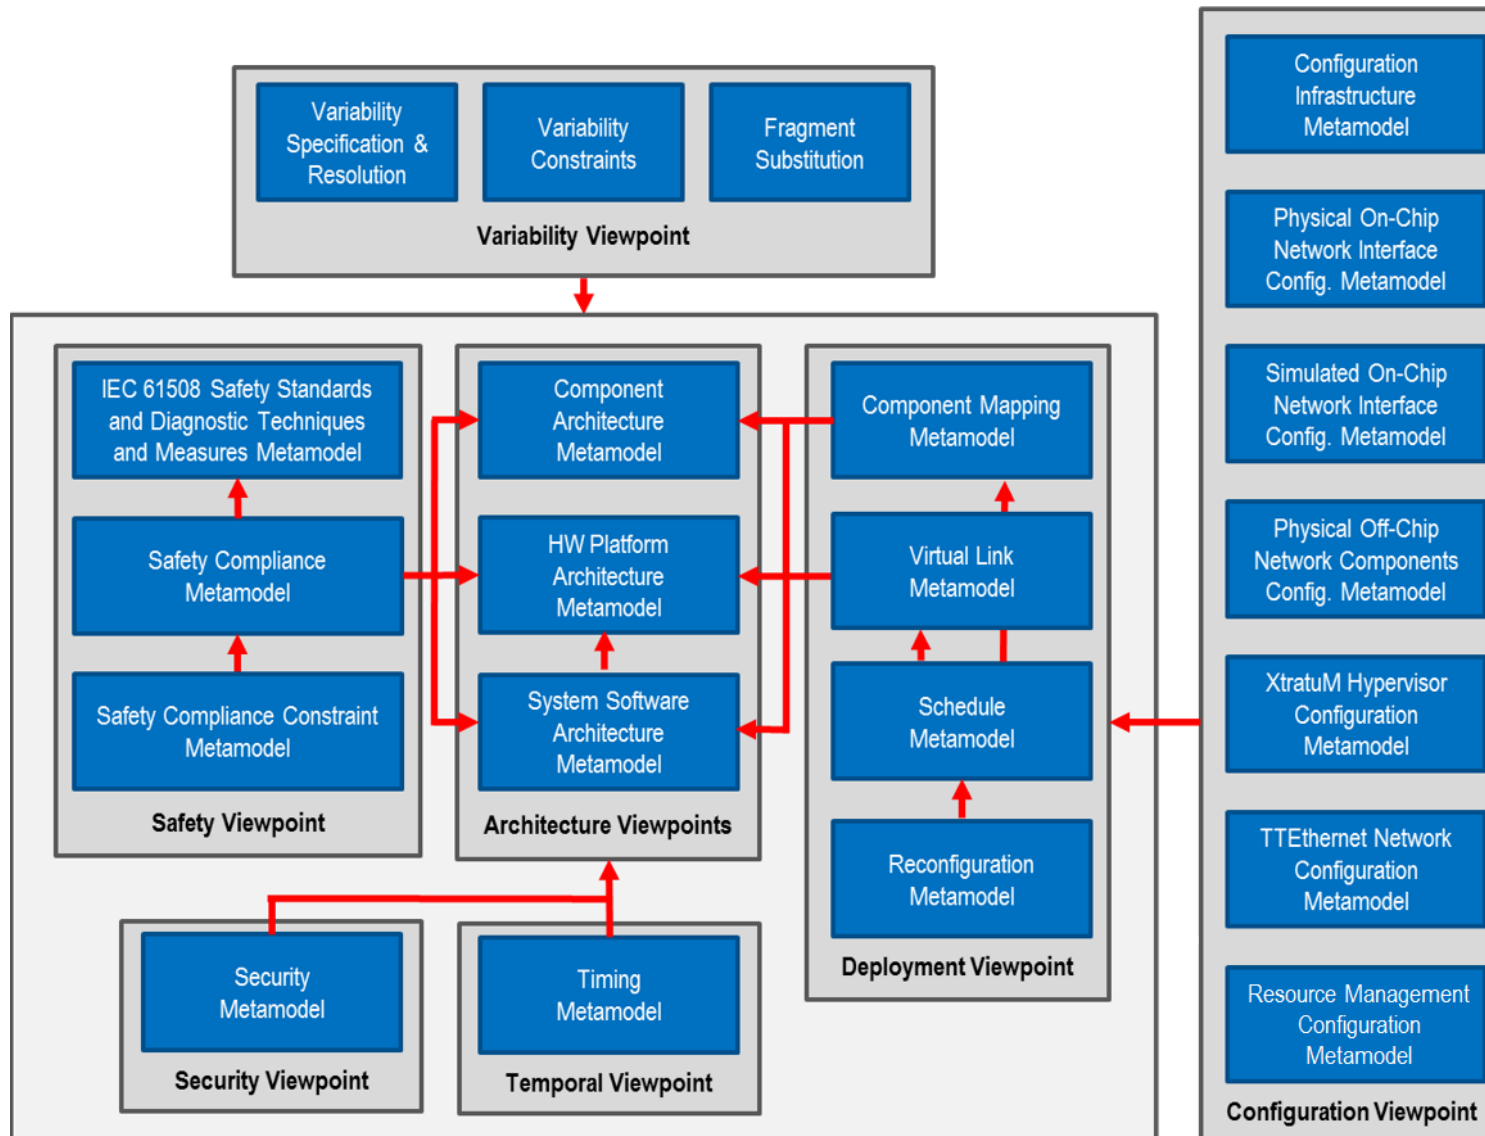 Variability
Specification &
Resolution
Variability
Constraints
Fragment
Substitution
Variability Viewpoint
IEC 61508 Safety Standards
and Diagnostic Techniques
and Measures Metamodel
Safety Compliance
Metamodel
Safety Compliance Constraint
Metamodel
Safety Viewpoint
Component
Architecture
Metamodel
HW Platform
Architecture
Metamodel
System Software
Architecture
Metamodel
Architecture Viewpoints
Component Mapping
Metamodel
Virtual Link
Metamodel
Schedule
Metamodel
Reconfiguration
Metamodel
Deployment Viewpoint
Security
Metamodel
Security Viewpoint
Timing
Metamodel
Temporal Viewpoint
Configuration
Infrastructure
Metamodel
Physical On-Chip
Network Interface
Config. Metamodel
Simulated On-Chip
Network Interface
Config. Metamodel
Physical Off-Chip
Network Components
Config. Metamodel
XtratuM Hypervisor
Configuration
Metamodel
TTEthernet Network
Configuration
Metamodel
Resource Management
Configuration
Metamodel
Configuration Viewpoint